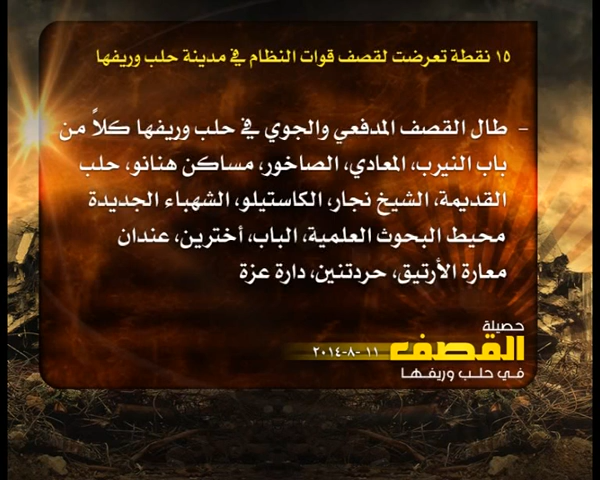 ١٥ نقطة تعرضت لقصف قوات النظام في مدينة حلب وريفها
- طال القصف المدفعي والجوي في حلب وريفها كلاً من
باب النيرب، المعادي، الصاخور، مساكن هنانو، حلب
القديمة، الشيخ نجار، الكاستيلو، الشهباء الجديدة
محيط البحوث العلمية، الباب، أخترين، عندان
معارة الأرتيق، حردتنين، دارة عزة
حصيلة
القصف ١١-٨-٢٠١٤
في حلب وريفها